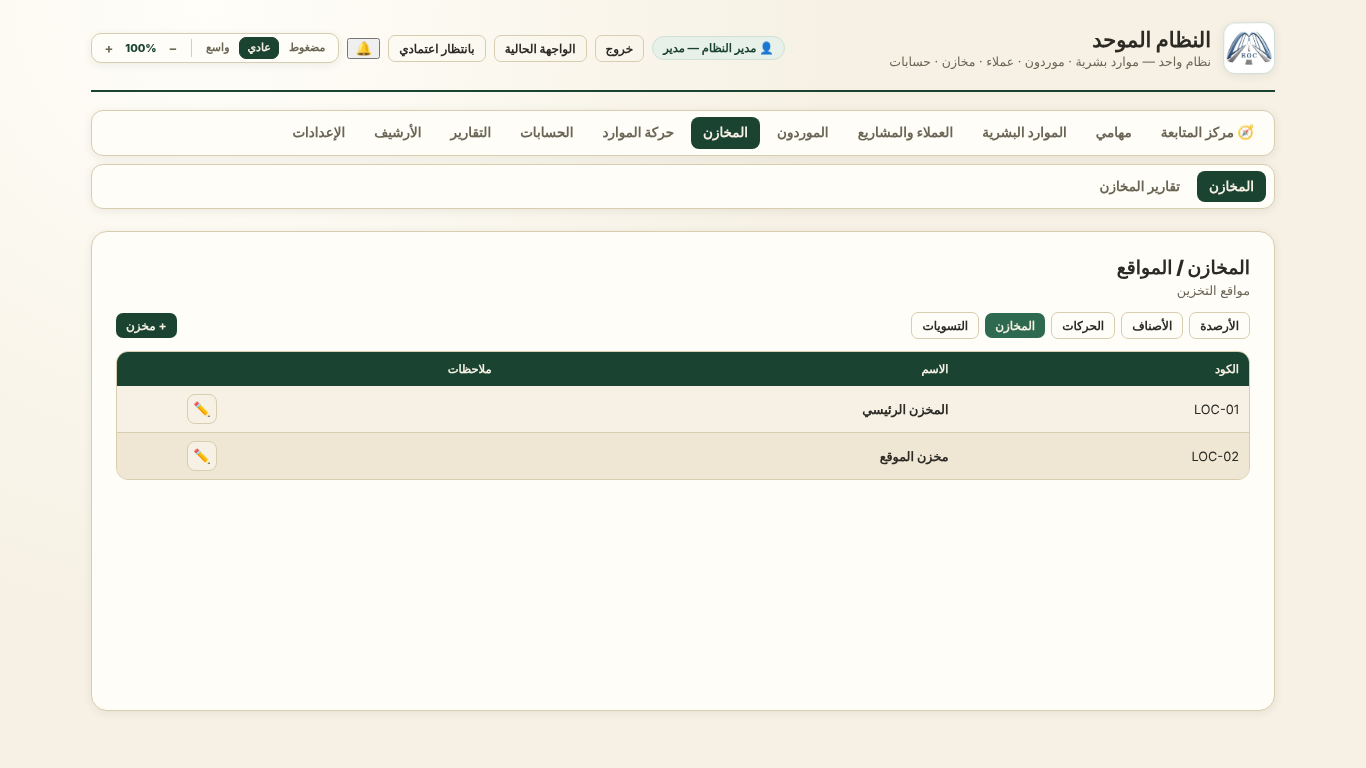 النظام الموحد
نظام واحد — موارد بشرية · موردون · عملاء · مخازن · حسابات
ROC
مدير النظام — مدير
خروج
الواجهة الحالية
بانتظار اعتمادي
مضغوط
عادي
واسع
− 100% +
مركز المتابعة
مهامي
الموارد البشرية
العملاء والمشاريع
الموردون
المخازن
حركة الموارد
الحسابات
التقارير
الأرشيف
الإعدادات
المخازن
تقارير المخازن
المخازن / المواقع
مواقع التخزين
الأرصدة
الأصناف
الحركات
المخازن
التسويات
+ مخزن
الكود الاسم ملاحظات
LOC-01 المخزن الرئيسي
LOC-02 مخزن الموقع